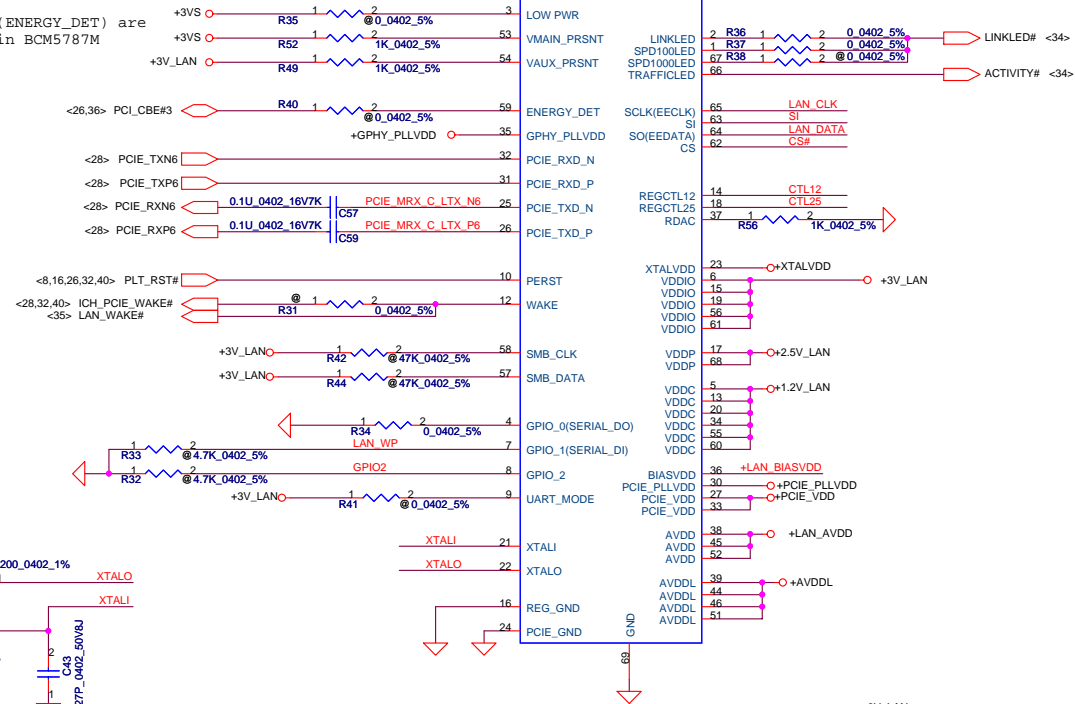 (ENERGY_DET) are
in BCM5787M
+3VS R35 1 2 @0_0402_5% 3 LOW PWR
+3VS R52 1K_0402_5% 53 VMAIN_PRSNT
+3V_LAN R49 1K_0402_5% 54 VAUX_PRSNT
<26,36> PCI_CBE#3 R40 1 2 @0_0402_5% 59 ENERGY_DET
+GPHY_PLLVDD 35 GPHY_PLLVDD
<28> PCIE_TXN6 32 PCIE_RXD_N
<28> PCIE_TXP6 31 PCIE_RXD_P
<28> PCIE_RXN6 0.1U_0402_16V7K C57 PCIE_MRX_C_LTX_N6 25 PCIE_TXD_N
<28> PCIE_RXP6 0.1U_0402_16V7K C59 PCIE_MRX_C_LTX_P6 26 PCIE_TXD_P
<8,16,26,32,40> PLT_RST# 10 PERST
<28,32,40> ICH_PCIE_WAKE# @ R31 1 2 0_0402_5% 12 WAKE
<35> LAN_WAKE#
+3V_LAN R42 1 2 @47K_0402_5% 58 SMB_CLK
+3V_LAN R44 1 2 @47K_0402_5% 57 SMB_DATA
R34 1 2 0_0402_5% 4 GPIO_0(SERIAL_DO)
R33 1 2 @4.7K_0402_5% LAN_WP 7 GPIO_1(SERIAL_DI)
R32 1 2 @4.7K_0402_5% GPIO2 8 GPIO_2
+3V_LAN R41 1 2 @0_0402_5% 9 UART_MODE
XTALI 21 XTALI
XTALO 22 XTALO
16 REG_GND
24 PCIE_GND
GND
69
LINKLED 2 R36 1 2 0_0402_5% LINKLED# <34>
SPD100LED 1 R37 1 2 0_0402_5%
SPD1000LED 67 R38 1 2 @0_0402_5%
TRAFFICLED 66 ACTIVITY# <34>
SCLK(EECLK) 65 LAN_CLK
SI 63 SI
SO(EEDATA) 64 LAN_DATA
CS 62 CS#
REGCTL12 14 CTL12
REGCTL25 18 CTL25
RDAC 37 R56 1 2 1K_0402_5%
XTALVDD 23 +XTALVDD
VDDIO 6 +3V_LAN
VDDIO 15
VDDIO 19
VDDIO 56
VDDIO 61
VDDP 17 +2.5V_LAN
VDDP 68
VDDC 5 +1.2V_LAN
VDDC 13
VDDC 20
VDDC 34
VDDC 55
VDDC 60
BIASVDD 36 +LAN_BIASVDD
PCIE_PLLVDD 30 +PCIE_PLLVDD
PCIE_VDD 27 +PCIE_VDD
PCIE_VDD 33
AVDD 38 +LAN_AVDD
AVDD 45
AVDD 52
AVDDL 39 +AVDDL
AVDDL 44
AVDDL 46
AVDDL 51
200_0402_1%
XTALO
XTALI
2
C43
27P_0402_50V8J
1